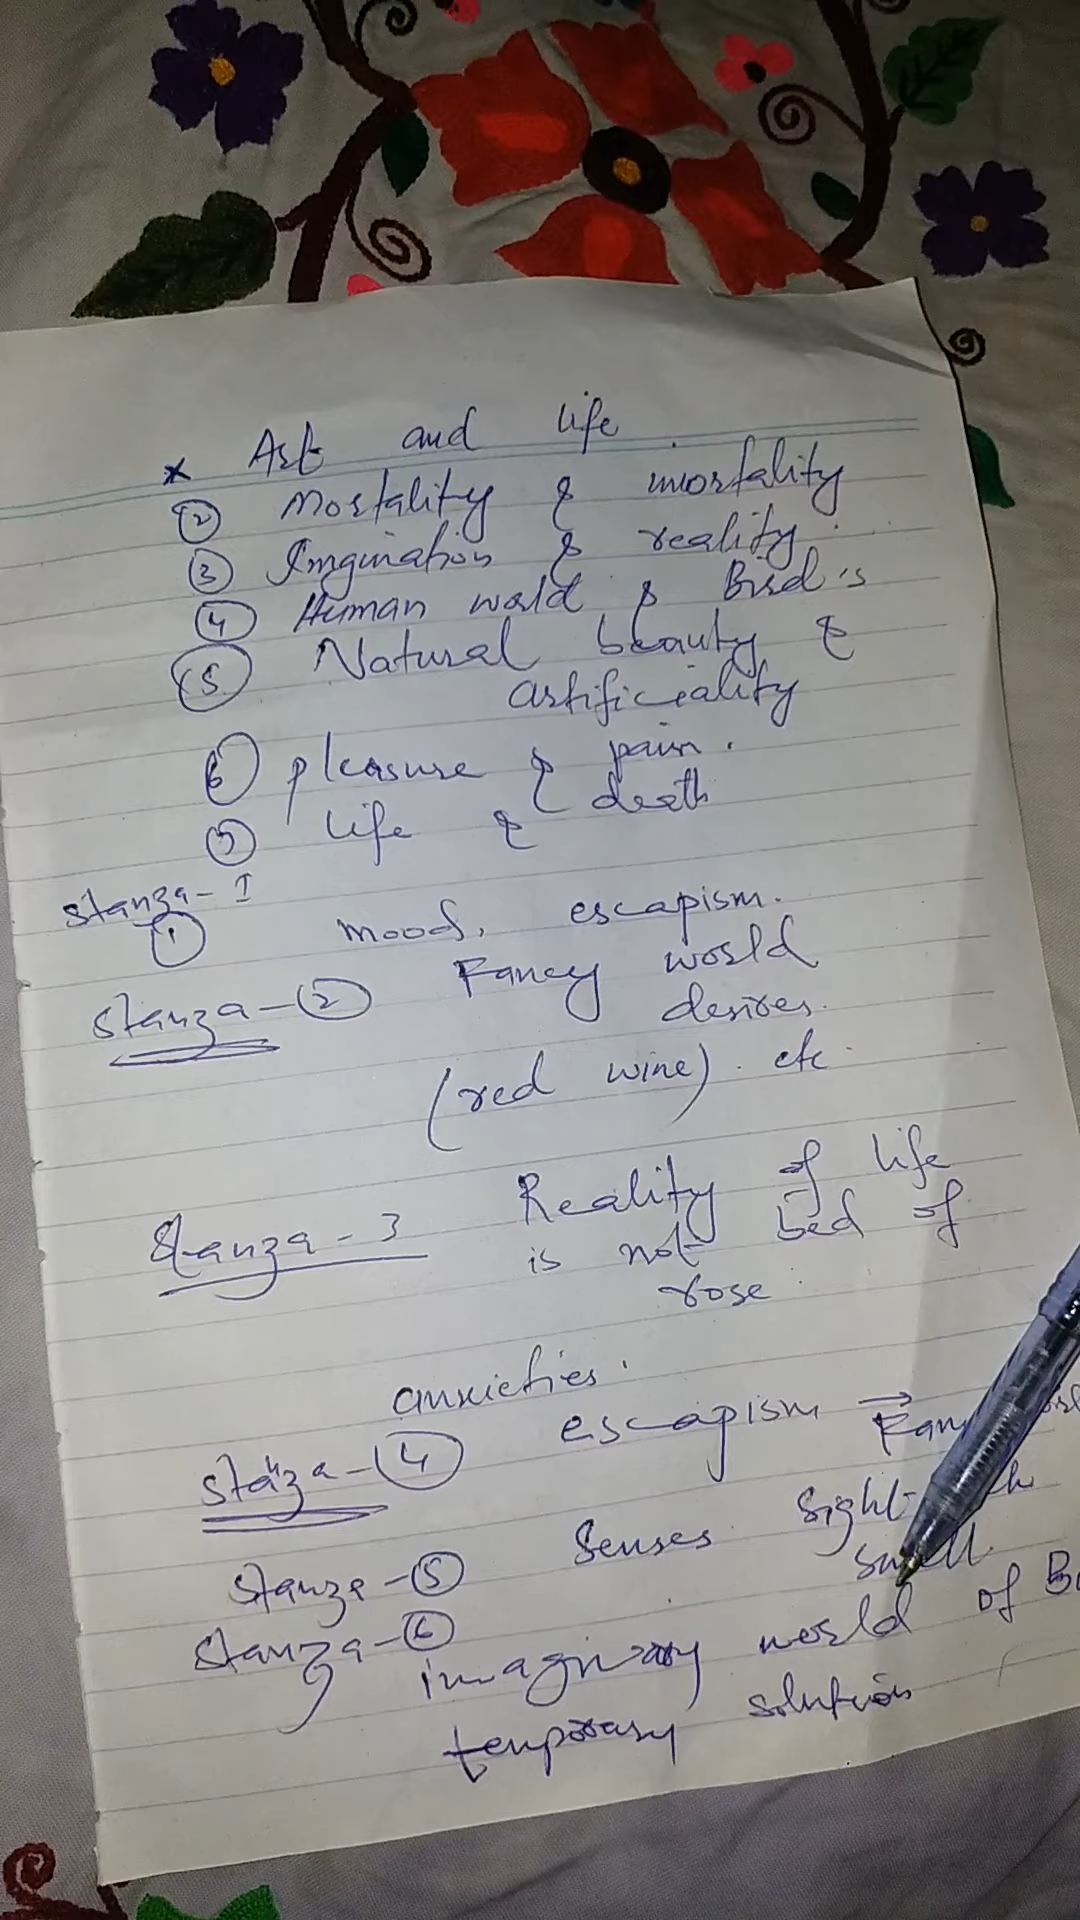 * Art and life
② Mortality & imortality
③ Imgination & reality.
④ Human world & Bird's
⑤ Natural beauty &
artificeality
⑥ pleasure & pain.
⑦ life & death
Stanza - I
① mood, escapism.
Stanza - ② Fancy world
desires.
(red wine). etc.
Stanza - 3 Reality of life
is not bed of
rose.
anxieties.
Stanza - ④ escapism →
Stanza - ⑤ Senses. Sight
smell.
Stanza - ⑥
imaginary world of
temporary solution